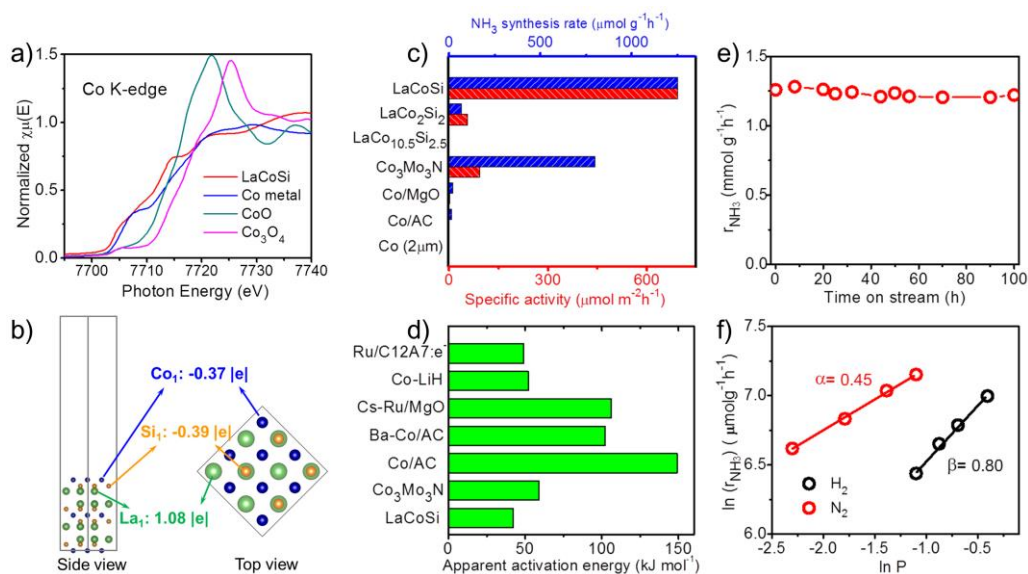 a)
1.5
1.0
0.5
0.0
Normalized χμ(E)
Co K-edge
LaCoSi
Co metal
CoO
Co₃O₄
7700
7710
7720
7730
7740
Photon Energy (eV)
b)
Co₁: -0.37 |e|
Si₁: -0.39 |e|
La₁: 1.08 |e|
Side view
Top view
c)
NH₃ synthesis rate (μmol g⁻¹h⁻¹)
0
500
1000
LaCoSi
LaCo₂Si₂
LaCo₁₀.₅Si₂.₅
Co₃Mo₃N
Co/MgO
Co/AC
Co (2μm)
0
300
600
Specific activity (μmol m⁻²h⁻¹)
d)
Ru/C12A7:e⁻
Co-LiH
Cs-Ru/MgO
Ba-Co/AC
Co/AC
Co₃Mo₃N
LaCoSi
0
50
100
150
Apparent activation energy (kJ mol⁻¹)
e)
1.5
1.0
0.5
0.0
r_NH₃ (mmol g⁻¹h⁻¹)
0
20
40
60
80
100
Time on stream (h)
f)
7.5
7.0
6.5
6.0
ln (r_NH₃) ( μmolg⁻¹h⁻¹)
α= 0.45
β= 0.80
H₂
N₂
-2.5
-2.0
-1.5
-1.0
-0.5
0.0
ln P